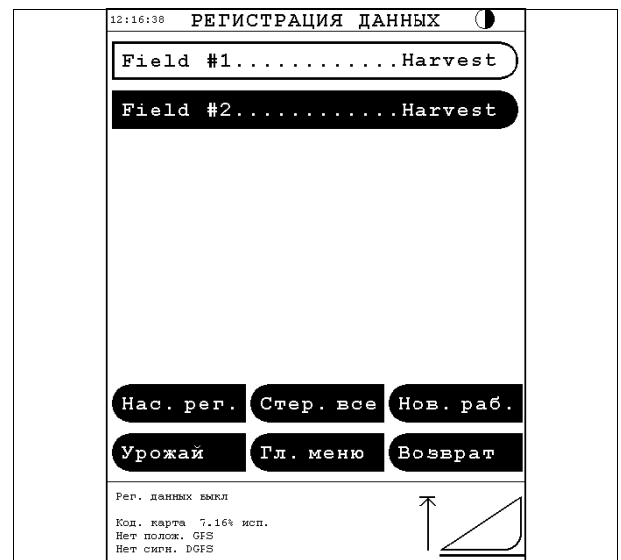 12:16:38 РЕГИСТРАЦИЯ ДАННЫХ
Field #1............Harvest
Field #2............Harvest
Нас. рег. Стер. все Нов. раб.
Урожай Гл. меню Возврат
Рег. данных выкл
Код. карта 7.16% исп.
Нет полож. GPS
Нет сигн. DGPS